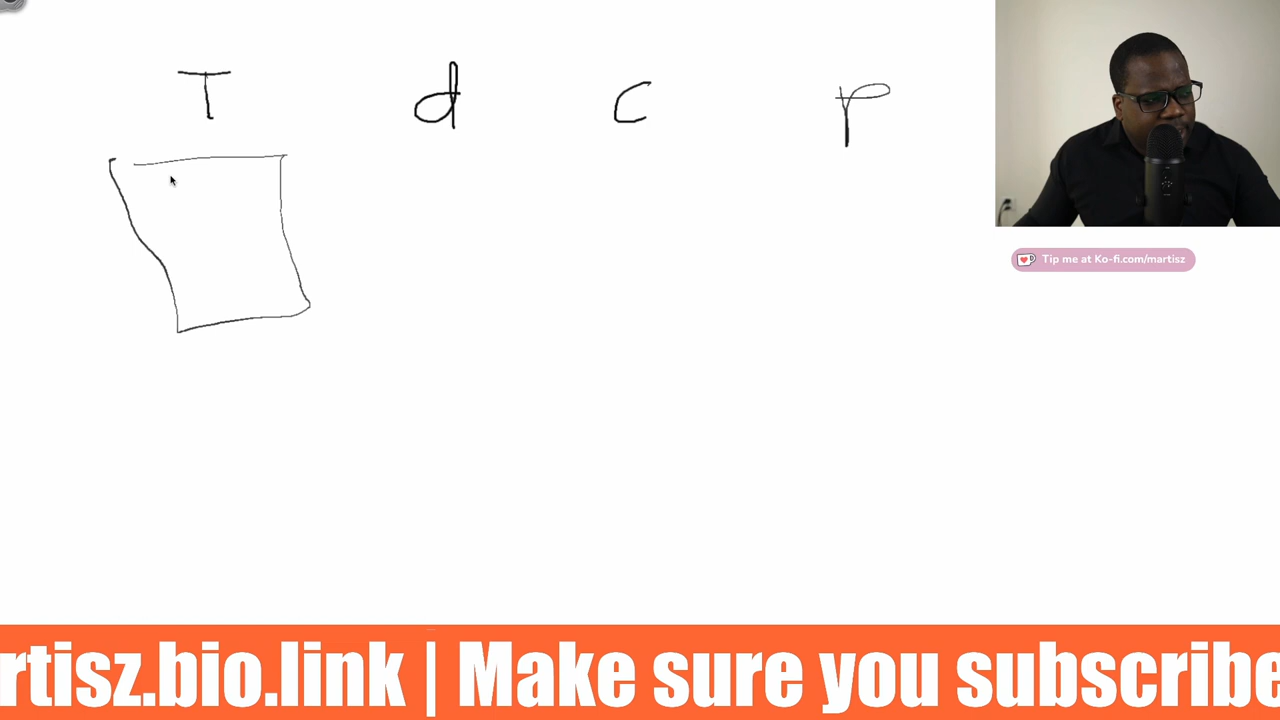 T d c p
Tip me at Ko-fi.com/martisz
rtisz.bio.link | Make sure you subscribe